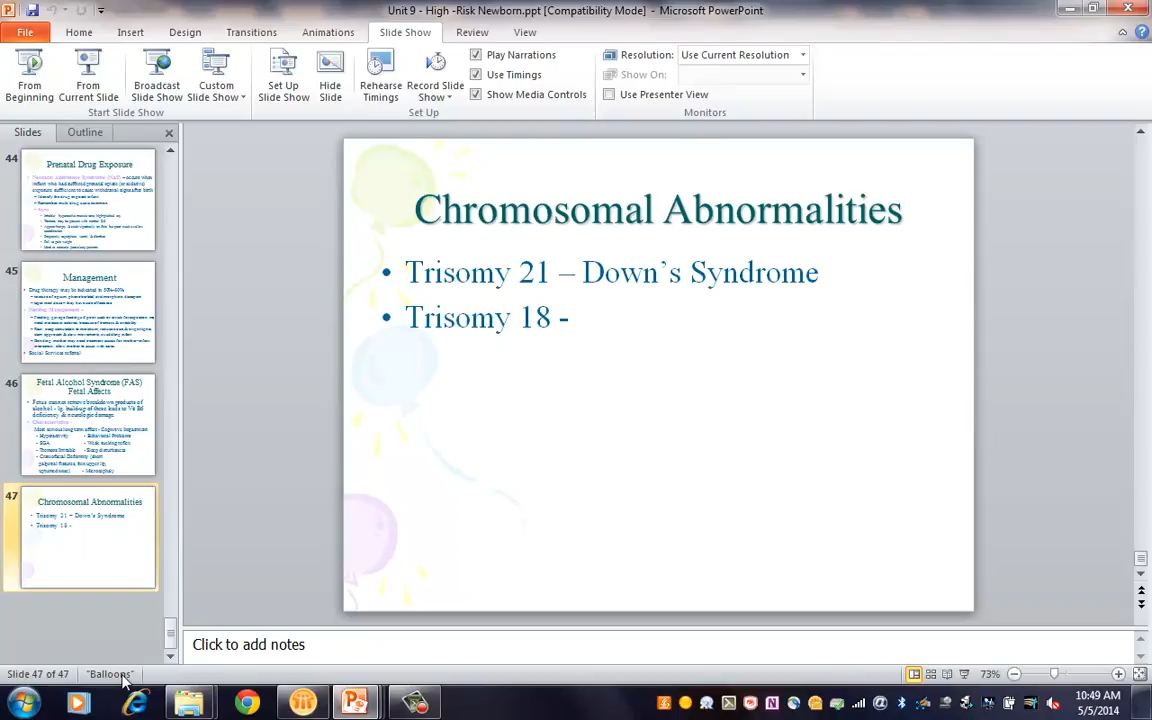 Unit 9 - High -Risk Newborn.ppt [Compatibility Mode] - Microsoft PowerPoint
File Home Insert Design Transitions Animations Slide Show Review View
From Beginning
From Current Slide
Broadcast Slide Show
Custom Slide Show
Set Up Slide Show
Hide Slide
Rehearse Timings
Record Slide Show
Play Narrations
Use Timings
Show Media Controls
Resolution: Use Current Resolution
Show On:
Use Presenter View
Start Slide Show
Set Up
Monitors
Slides Outline
44
Prenatal Drug Exposure
45
Management
Social Services referral
46
Fetal Alcohol Syndrome (FAS)
Fetal Affects
47
Chromosomal Abnormalities
Trisomy 21 – Down's Syndrome
Trisomy 18 -
Chromosomal Abnormalities
• Trisomy 21 – Down's Syndrome
• Trisomy 18 -
Click to add notes
Slide 47 of 47 "Balloons" 73%
10:49 AM
5/5/2014